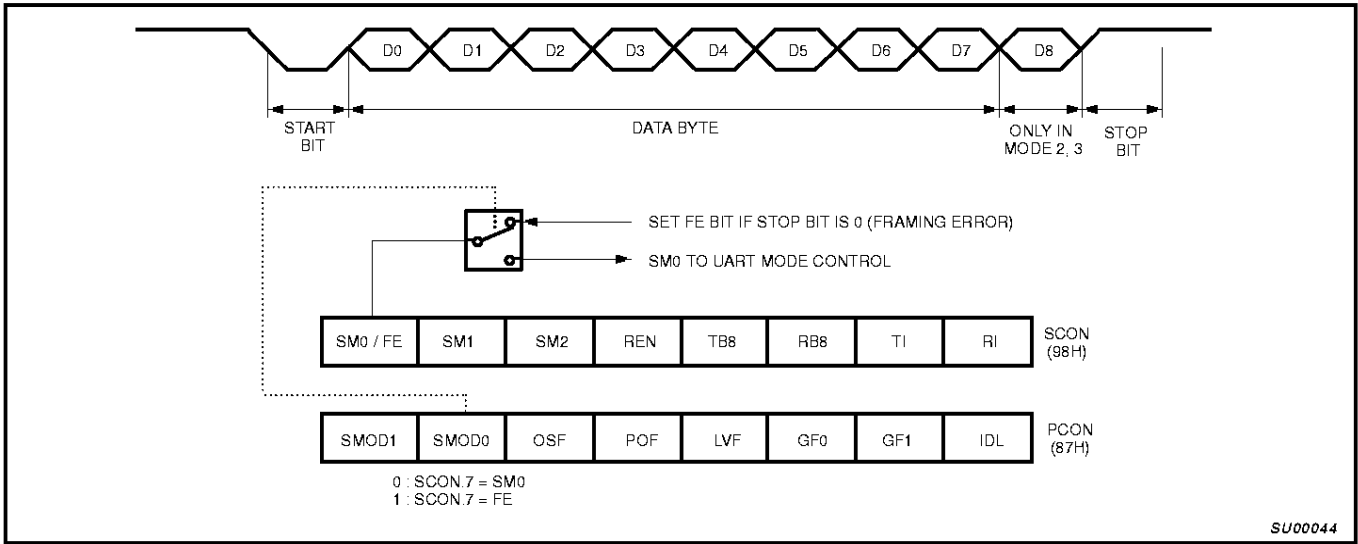 D0 D1 D2 D3 D4 D5 D6 D7 D8
START
BIT
DATA BYTE
ONLY IN
MODE 2, 3
STOP
BIT
SET FE BIT IF STOP BIT IS 0 (FRAMING ERROR)
SM0 TO UART MODE CONTROL
SM0 / FE SM1 SM2 REN TB8 RB8 TI RI
SCON
(98H)
SMOD1 SMOD0 OSF POF LVF GF0 GF1 IDL
PCON
(87H)
0 : SCON.7 = SM0
1 : SCON.7 = FE
SU00044